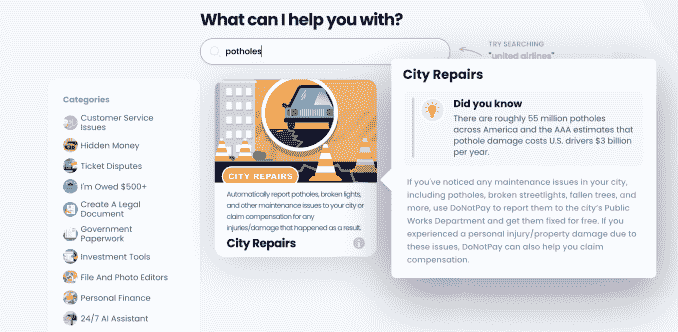 What can I help you with?
potholes
TRY SEARCHING
"united airlines"
Categories
Customer Service
Issues
Hidden Money
Ticket Disputes
I'm Owed $500+
Create A Legal
Document
Government
Paperwork
Investment Tools
File And Photo Editors
Personal Finance
24/7 AI Assistant
CITY REPAIRS
Automatically report potholes, broken lights,
and other maintenance issues to your city or
claim compensation for any
injuries/damage that happened as a result.
City Repairs
City Repairs
Did you know
There are roughly 55 million potholes
across America and the AAA estimates that
pothole damage costs U.S. drivers $3 billion
per year.
If you've noticed any maintenance issues in your city,
including potholes, broken streetlights, fallen trees, and
more, use DoNotPay to report them to the city's Public
Works Department and get them fixed for free. If you
experienced a personal injury/property damage due to
these issues, DoNotPay can also help you claim
compensation.